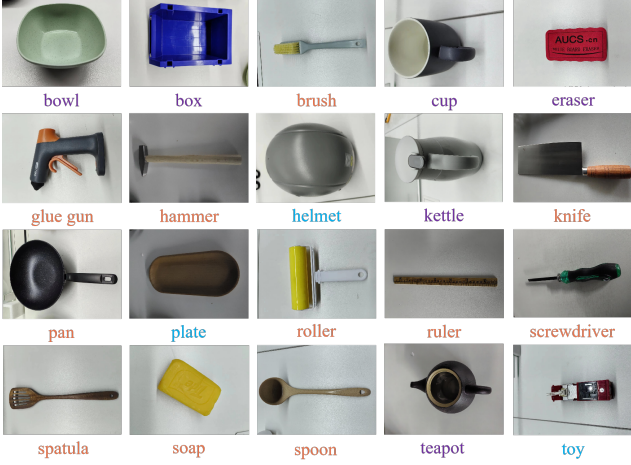 bowl
box
brush
cup
eraser
AUCS-cn
glue gun
hammer
helmet
kettle
knife
pan
plate
roller
ruler
screwdriver
spatula
soap
spoon
teapot
toy